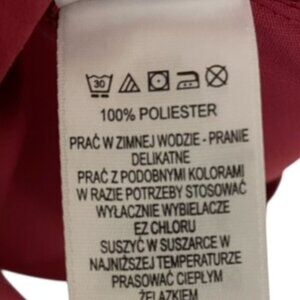 30
100% POLIESTER
PRAĆ W ZIMNEJ WODZIE - PRANIE
DELIKATNE
PRAĆ Z PODOBNYMI KOLORAMI
W RAZIE POTRZEBY STOSOWAĆ
WYŁACZNIE WYBIELACZE
EZ CHLORU
SUSZYĆ W SUSZARCE W
NAJNIŻSZEJ TEMPERATURZE
PRASOWAĆ CIEPŁYM
ŻELAZKIEM